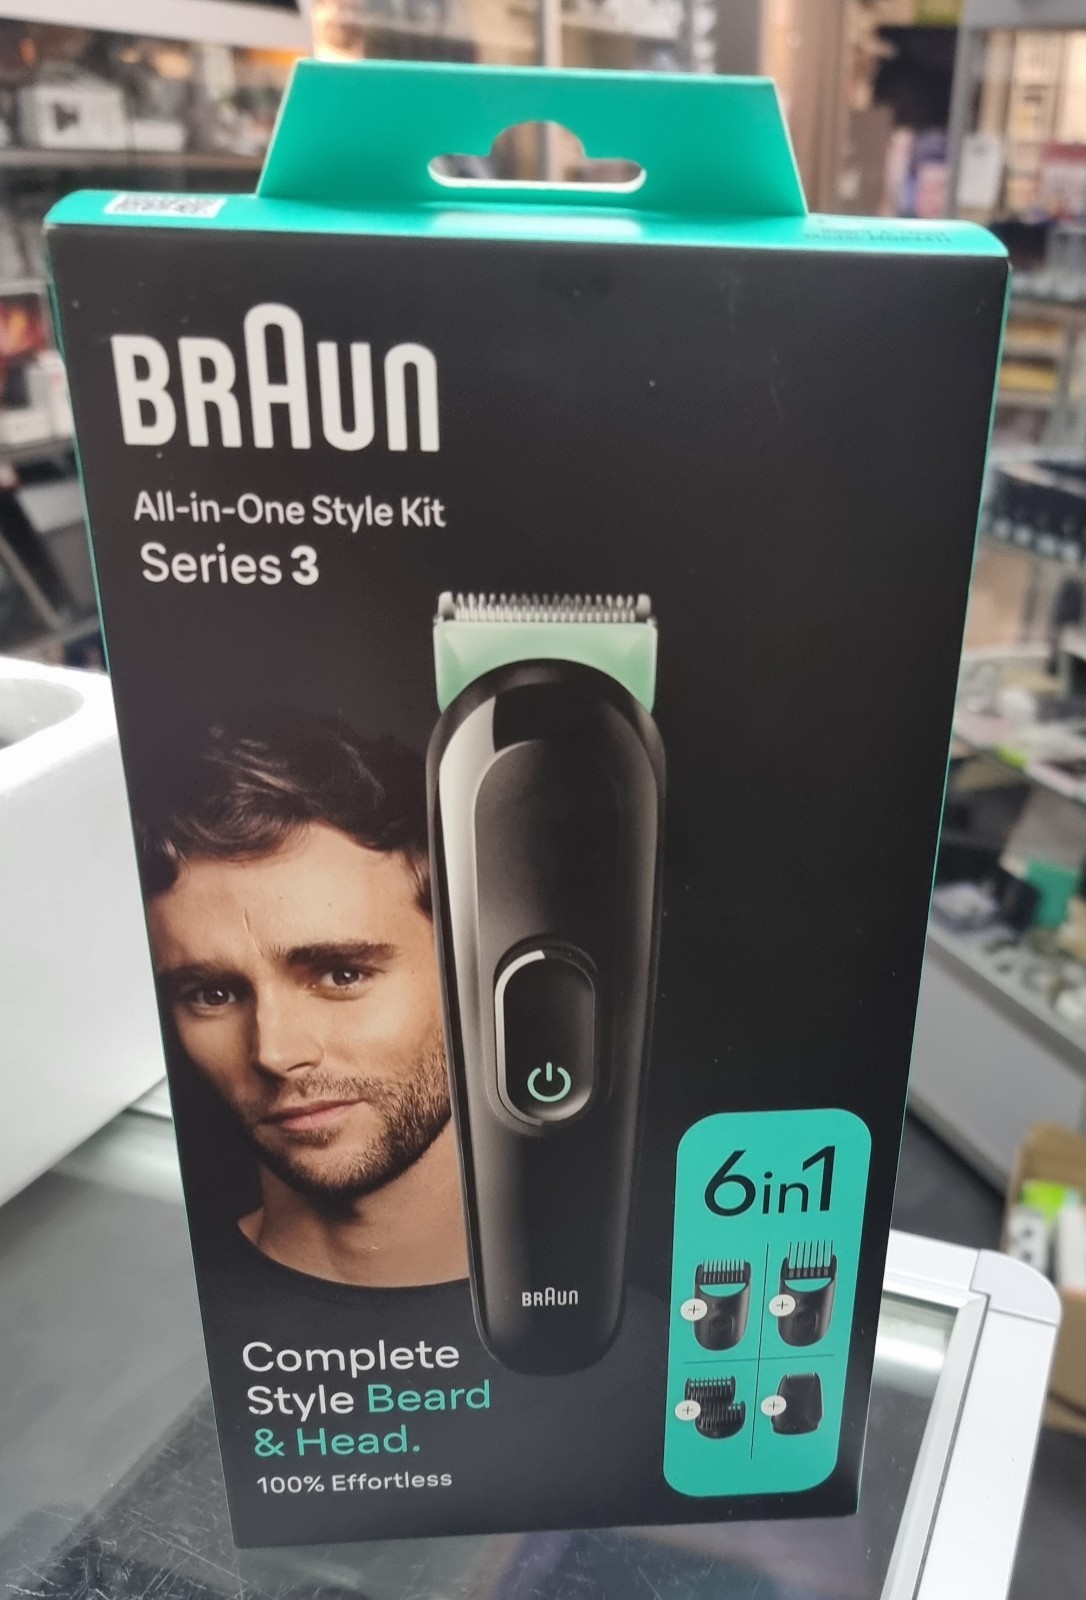 BRAUN
All-in-One Style Kit
Series 3
6in1
BRAUN
Complete
Style Beard
& Head.
100% Effortless